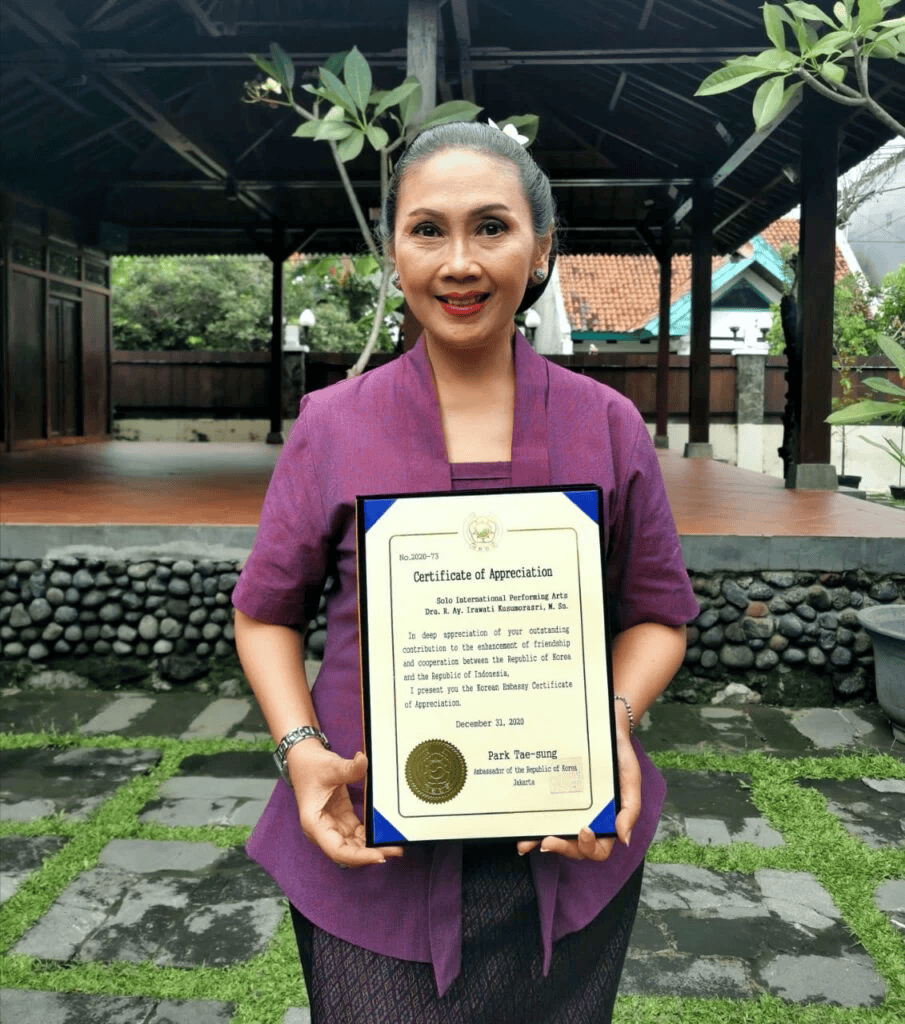 No.2020-73
Certificate of Appreciation
Solo International Performing Arts
Dra. R. Ay. Irawati Kusumorasri, M. Sn.
In deep appreciation of your outstanding
contribution to the enhancement of friendship
and cooperation between the Republic of Korea
and the Republic of Indonesia,
I present you the Korean Embassy Certificate
of Appreciation.
December 31, 2020
Park Tae-sung
Ambassador of the Republic of Korea
Jakarta